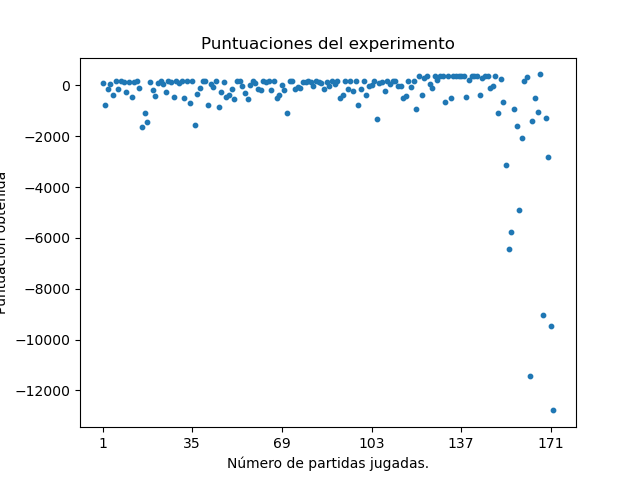 Puntuaciones del experimento
0
−2000
−4000
−6000
−8000
−10000
−12000
Puntuación obtenida
1 35 69 103 137 171
Número de partidas jugadas.